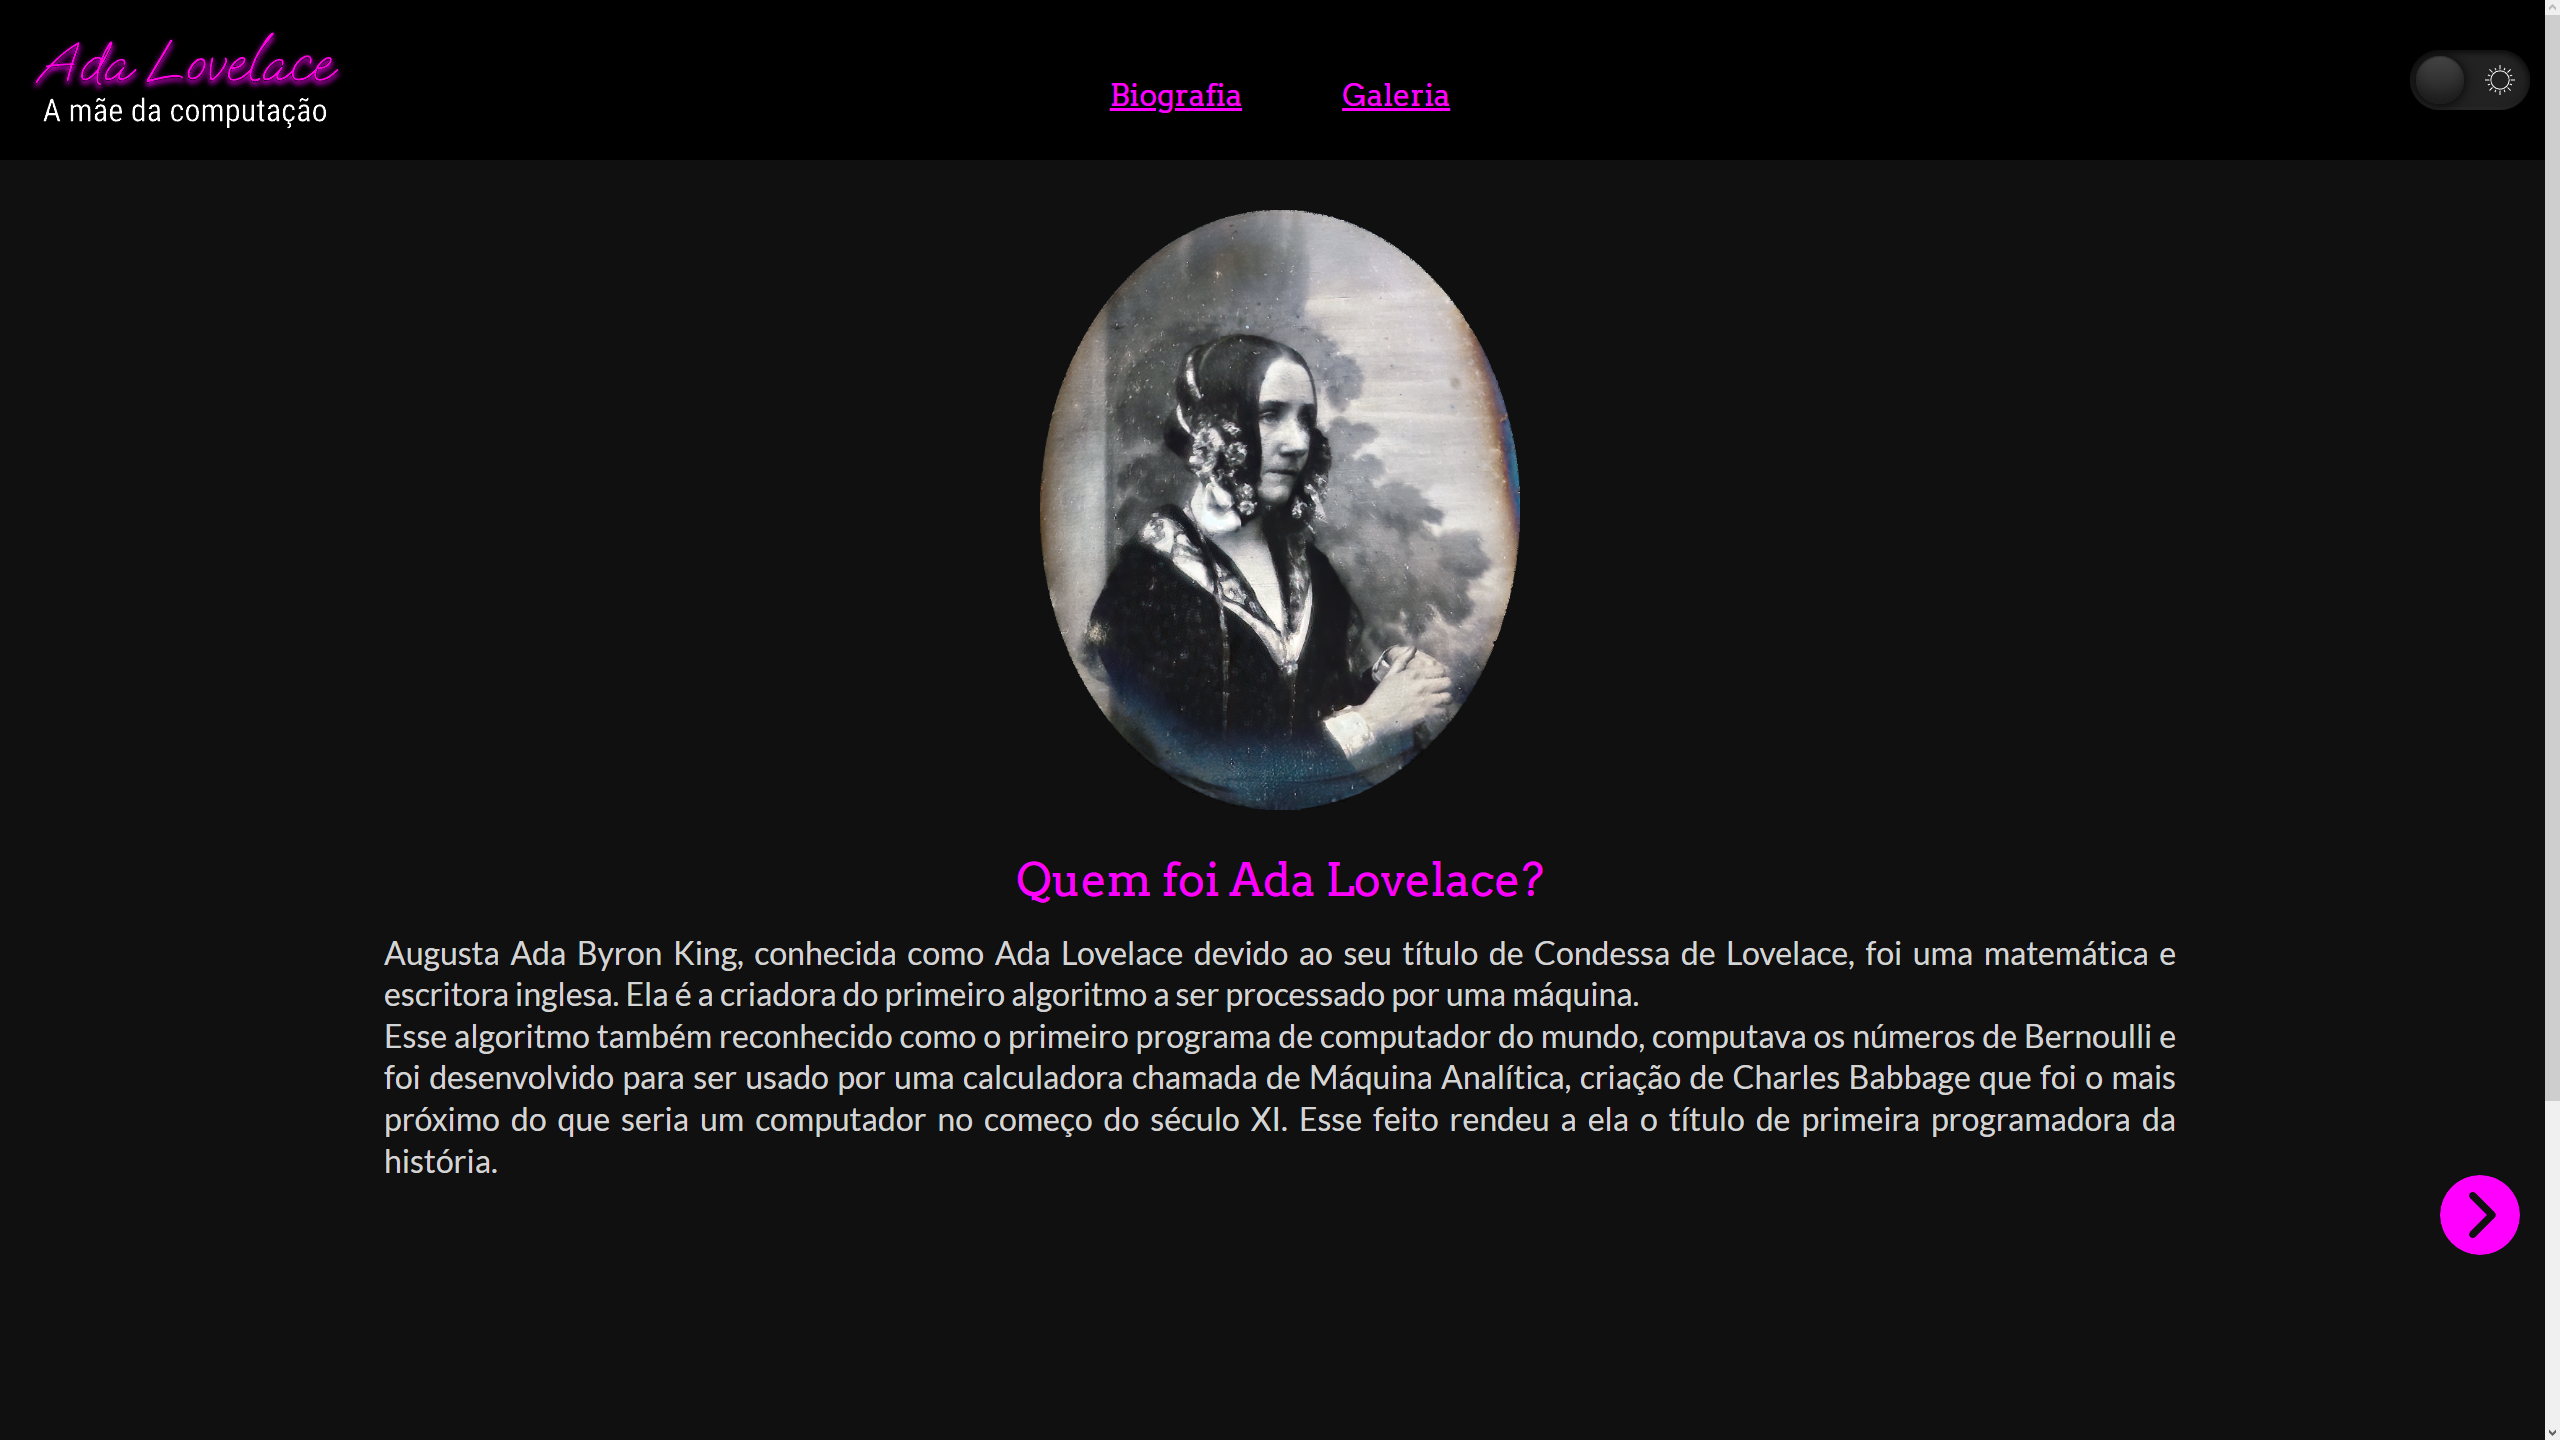 Ada Lovelace
A mãe da computação
Biografia
Galeria
Quem foi Ada Lovelace?
Augusta Ada Byron King, conhecida como Ada Lovelace devido ao seu título de Condessa de Lovelace, foi uma matemática e
escritora inglesa. Ela é a criadora do primeiro algoritmo a ser processado por uma máquina.
Esse algoritmo também reconhecido como o primeiro programa de computador do mundo, computava os números de Bernoulli e
foi desenvolvido para ser usado por uma calculadora chamada de Máquina Analítica, criação de Charles Babbage que foi o mais
próximo do que seria um computador no começo do século XI. Esse feito rendeu a ela o título de primeira programadora da
história.